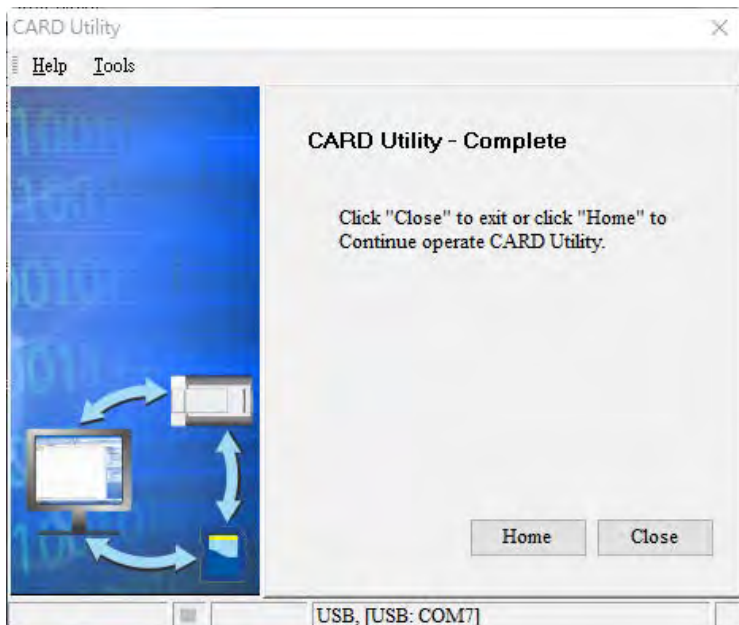 CARD Utility
Help Tools
CARD Utility - Complete
Click "Close" to exit or click "Home" to
Continue operate CARD Utility.
Home Close
USB, [USB: COM7]